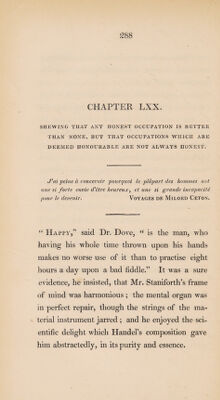 288
CHAPTER LXX.
SHEWING THAT ANY HONEST OCCUPATION IS BETTER
THAN NONE, BUT THAT OCCUPATIONS WHICH ARE
DEEMED HONOURABLE ARE NOT ALWAYS HONEST.
J'ai peine à concevoir pourquoi le plûpart des hommes ont
une si forte envie d'être heureux, et une si grande incapacité
pour le devenir. VOYAGES DE MILORD CETON.
“ HAPPY,” said Dr. Dove, “ is the man, who
having his whole time thrown upon his hands
makes no worse use of it than to practise eight
hours a day upon a bad fiddle.” It was a sure
evidence, he insisted, that Mr. Staniforth's frame
of mind was harmonious ; the mental organ was
in perfect repair, though the strings of the ma-
terial instrument jarred ; and he enjoyed the sci-
entific delight which Handel's composition gave
him abstractedly, in its purity and essence.